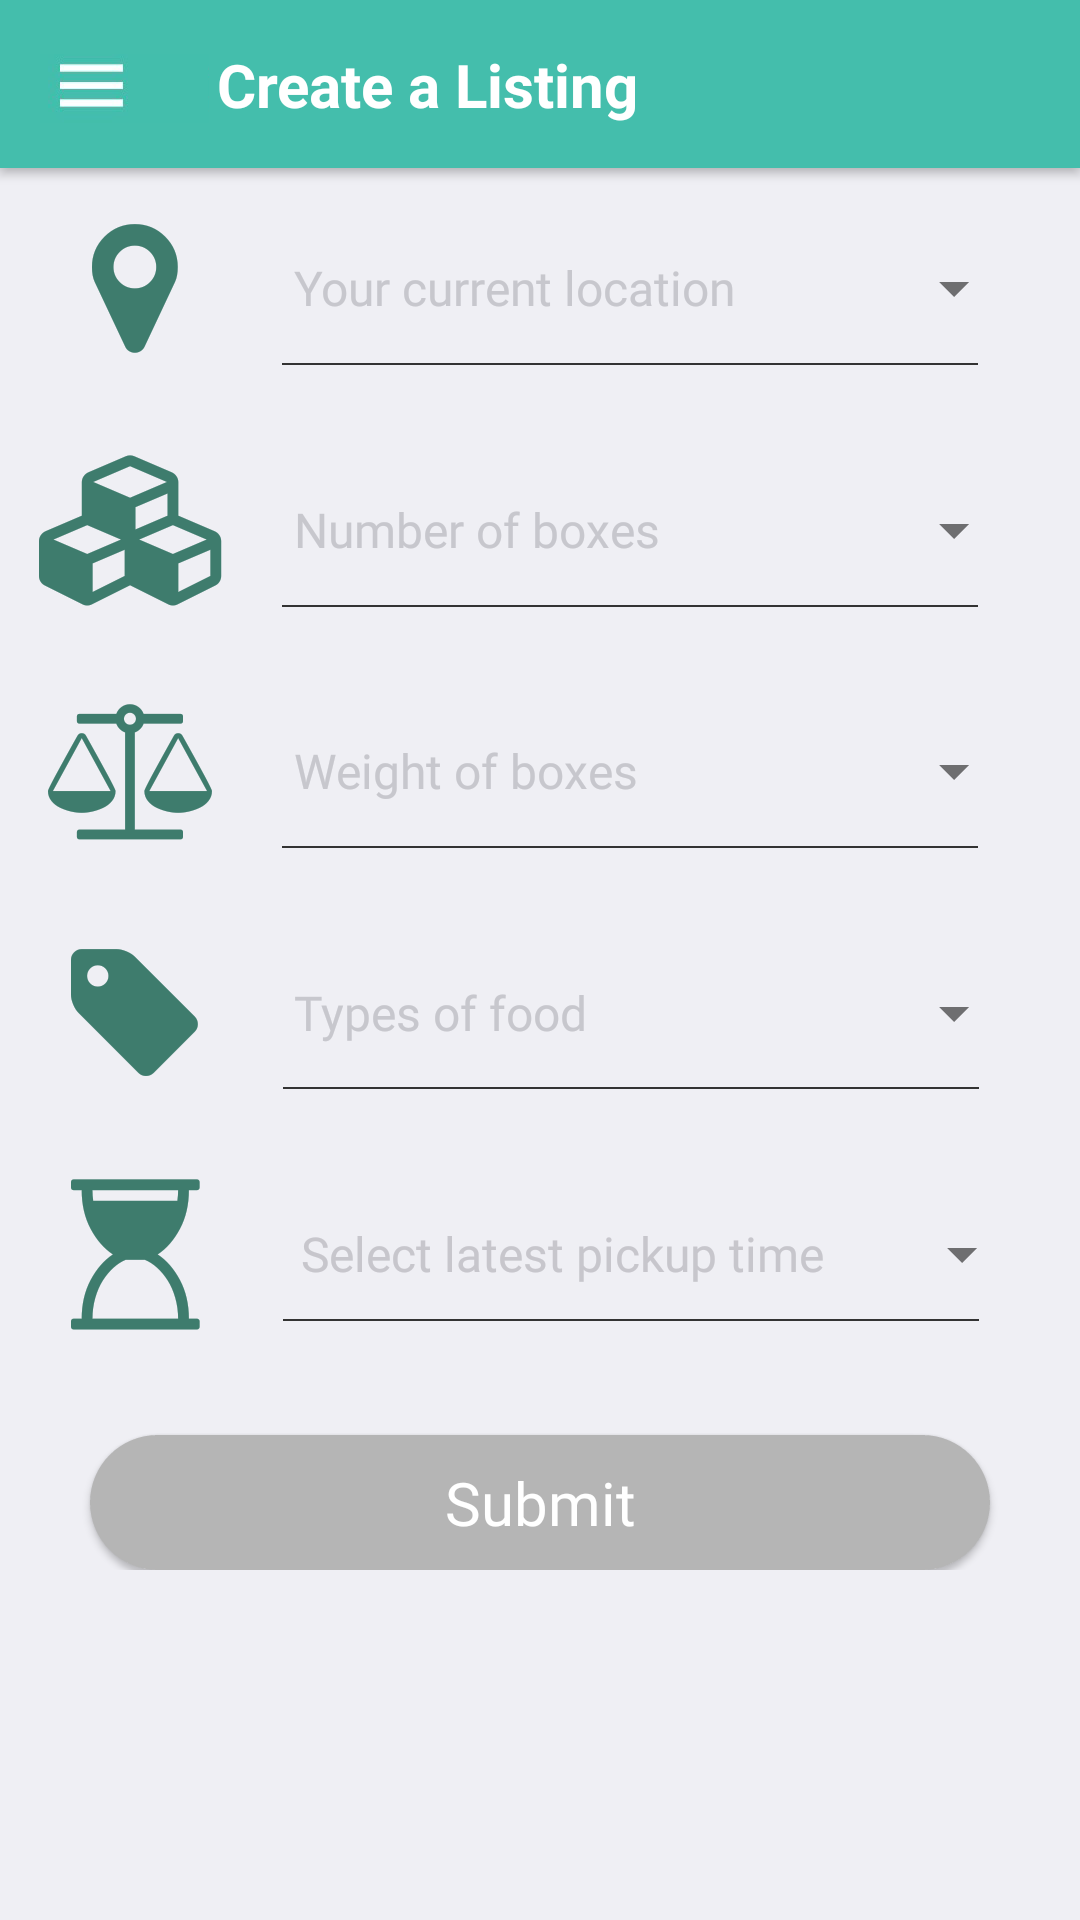 Create a Listing
Your current location
Number of boxes
Weight of boxes
Types of food
Select latest pickup time
Submit